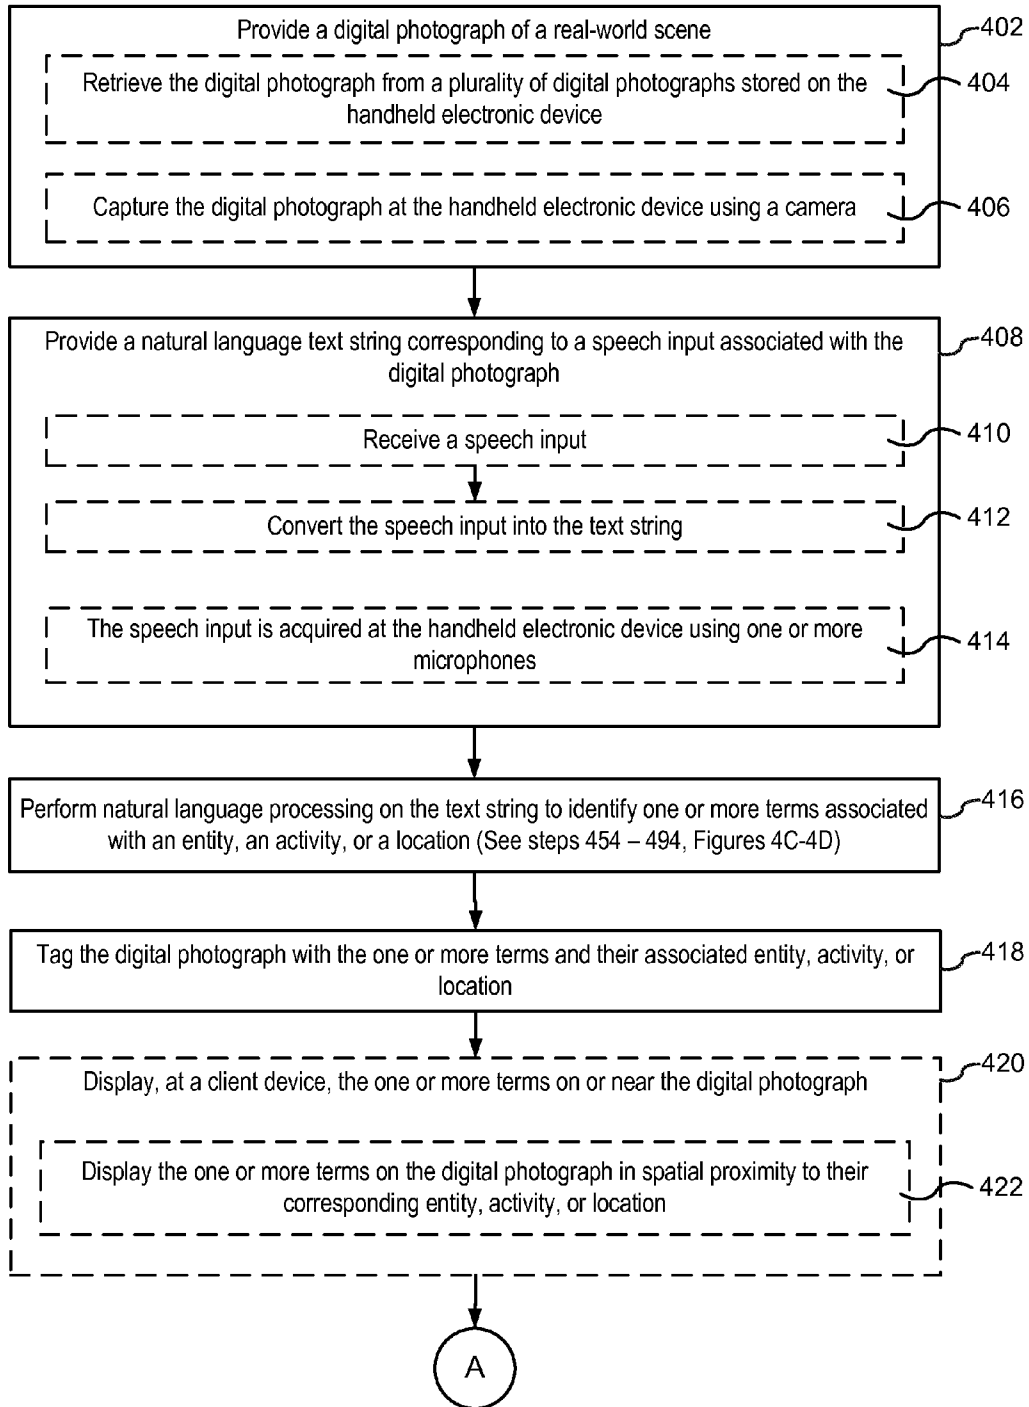 Provide a digital photograph of a real-world scene
402
Retrieve the digital photograph from a plurality of digital photographs stored on the
handheld electronic device
404
Capture the digital photograph at the handheld electronic device using a camera
406
Provide a natural language text string corresponding to a speech input associated with the
digital photograph
408
Receive a speech input
410
Convert the speech input into the text string
412
The speech input is acquired at the handheld electronic device using one or more
microphones
414
Perform natural language processing on the text string to identify one or more terms associated
with an entity, an activity, or a location (See steps 454 – 494, Figures 4C-4D)
416
Tag the digital photograph with the one or more terms and their associated entity, activity, or
location
418
Display, at a client device, the one or more terms on or near the digital photograph
420
Display the one or more terms on the digital photograph in spatial proximity to their
corresponding entity, activity, or location
422
A